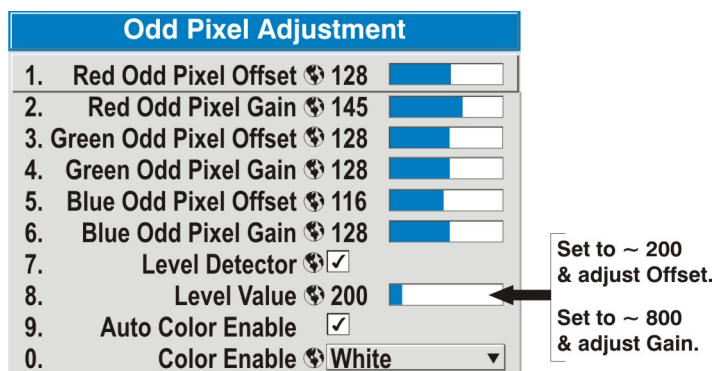 Odd Pixel Adjustment
1. Red Odd Pixel Offset 128
2. Red Odd Pixel Gain 145
3. Green Odd Pixel Offset 128
4. Green Odd Pixel Gain 128
5. Blue Odd Pixel Offset 116
6. Blue Odd Pixel Gain 128
7. Level Detector
8. Level Value 200
9. Auto Color Enable
0. Color Enable White
Set to ~ 200
& adjust Offset.
Set to ~ 800
& adjust Gain.